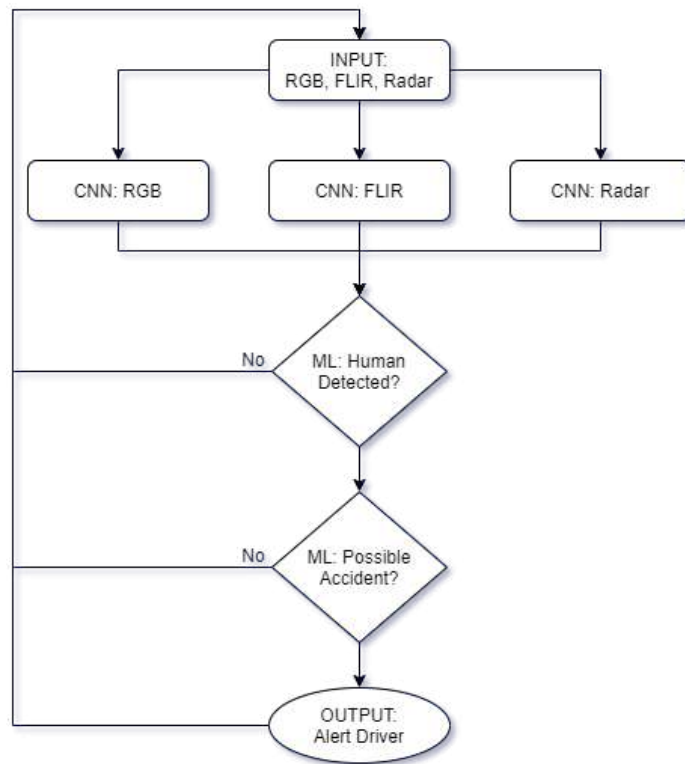 INPUT:
RGB, FLIR, Radar
CNN: RGB
CNN: FLIR
CNN: Radar
No
ML: Human
Detected?
No
ML: Possible
Accident?
OUTPUT:
Alert Driver